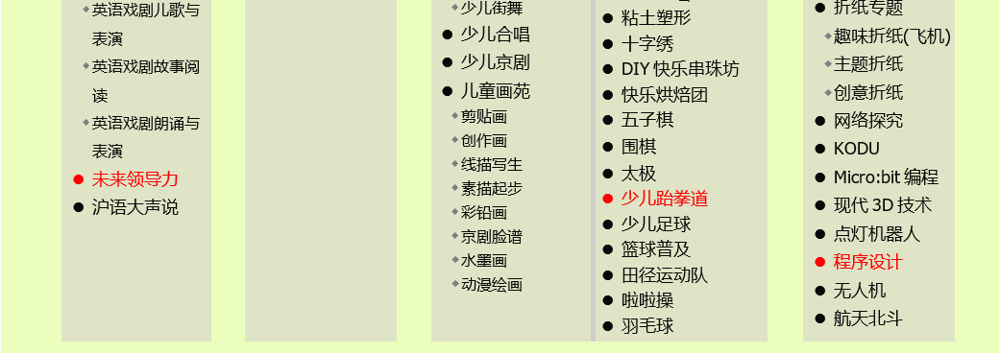 英语戏剧儿歌与
表演
英语戏剧故事阅
读
英语戏剧朗诵与
表演
未来领导力
沪语大声说
少儿街舞
少儿合唱
少儿京剧
儿童画苑
剪贴画
创作画
线描写生
素描起步
彩铅画
京剧脸谱
水墨画
动漫绘画
粘土塑形
十字绣
DIY 快乐串珠坊
快乐烘焙团
五子棋
围棋
太极
少儿跆拳道
少儿足球
篮球普及
田径运动队
啦啦操
羽毛球
折纸专题
趣味折纸(飞机)
主题折纸
创意折纸
网络探究
KODU
Micro:bit 编程
现代 3D 技术
点灯机器人
程序设计
无人机
航天北斗